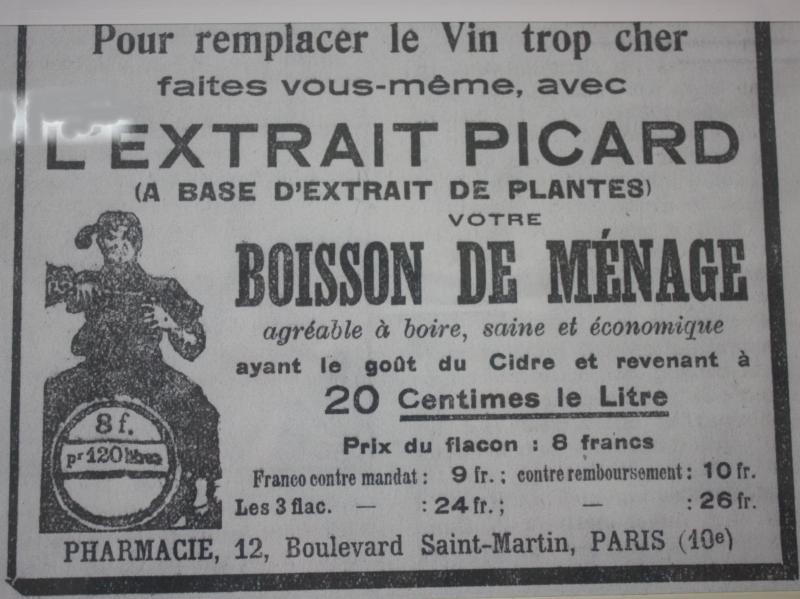 Pour remplacer le Vin trop cher
faites vous-même, avec
L'EXTRAIT PICARD
(A BASE D'EXTRAIT DE PLANTES)
VOTRE
BOISSON DE MÉNAGE
agréable à boire, saine et économique
ayant le goût du Cidre et revenant à
20 Centimes le Litre
8 f.
pr 120 litres
Prix du flacon : 8 francs
Franco contre mandat : 9 fr. ; contre remboursement : 10 fr.
Les 3 flac. — : 24 fr. ; — : 26 fr.
PHARMACIE, 12, Boulevard Saint-Martin, PARIS (10e)